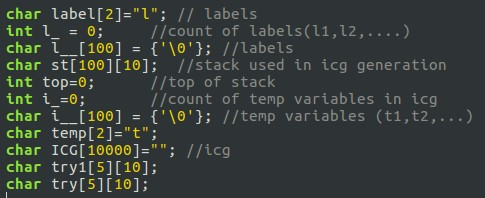 char label[2]="l"; // labels
int l_ = 0; //count of labels(l1,l2,....)
char l__[100] = {'\0'}; //labels
char st[100][10]; //stack used in icg generation
int top=0; //top of stack
int i_=0; //count of temp variables in icg
char i__[100] = {'\0'}; //temp variables (t1,t2,...)
char temp[2]="t";
char ICG[10000]=""; //icg
char try1[5][10];
char try[5][10];